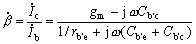 β̇ = İc / İb = (gm − jωCb'c) / (1/rb'e + jω(Cb'e + Cb'c))